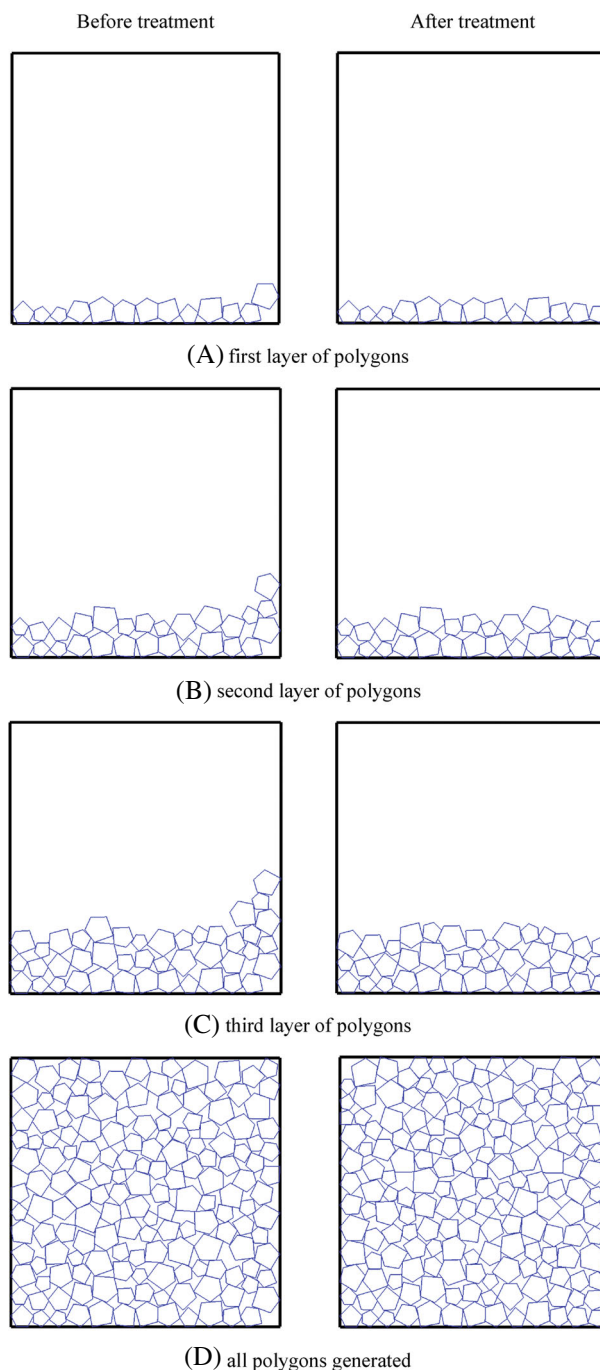 Before treatment
After treatment
(A) first layer of polygons
(B) second layer of polygons
(C) third layer of polygons
(D) all polygons generated